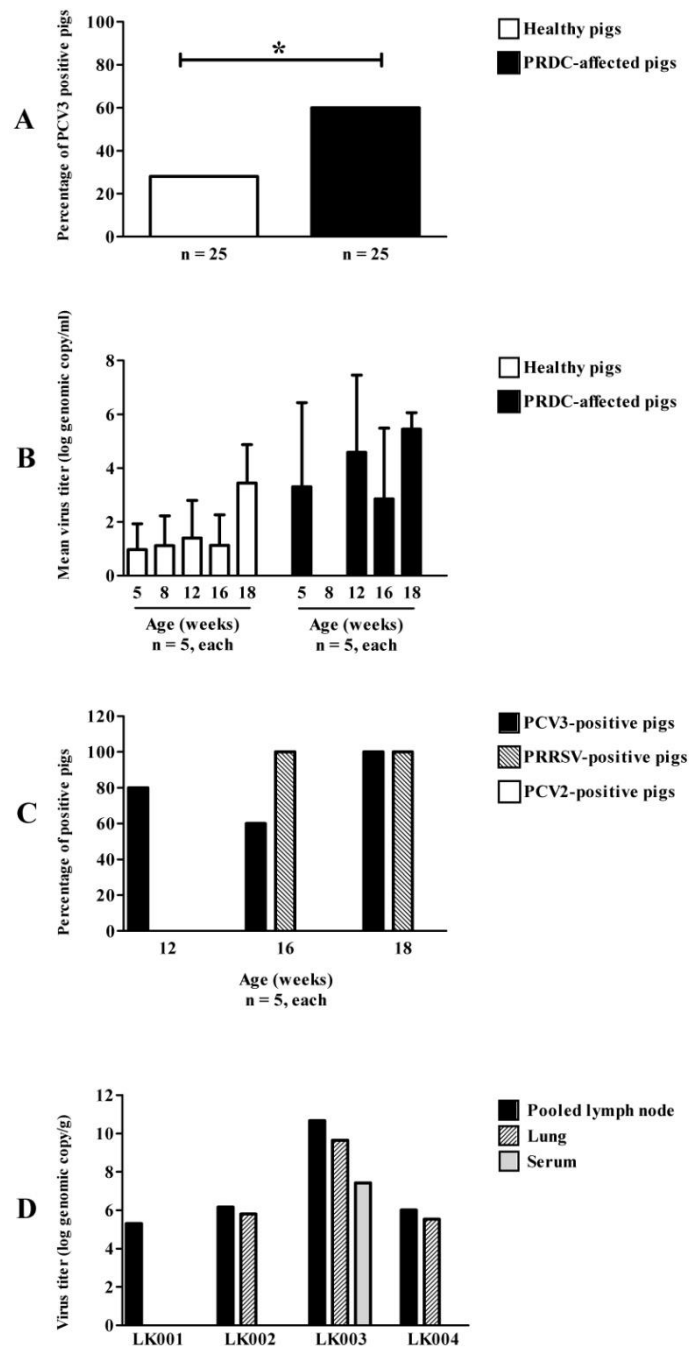 A
Percentage of PCV3 positive pigs
100
80
60
40
20
0
*
n = 25
n = 25
Healthy pigs
PRDC-affected pigs
B
Mean virus titer (log genomic copy/ml)
8
6
4
2
0
5 8 12 16 18
5 8 12 16 18
Age (weeks)
n = 5, each
Age (weeks)
n = 5, each
Healthy pigs
PRDC-affected pigs
C
Percentage of positive pigs
120
100
80
60
40
20
0
12 16 18
Age (weeks)
n = 5, each
PCV3-positive pigs
PRRSV-positive pigs
PCV2-positive pigs
D
Virus titer (log genomic copy/g)
12
10
8
6
4
2
0
LK001 LK002 LK003 LK004
Pooled lymph node
Lung
Serum